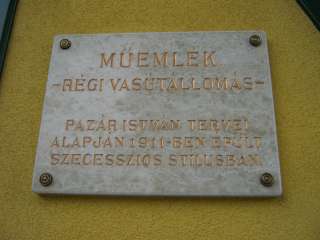 MŰEMLÉK
-RÉGI VASÚTÁLLOMÁS-
PAZÁR ISTVÁN TERVEI
ALAPJÁN 1911-BEN ÉPÜLT
SZECESSZIÓS STÍLUSBAN.